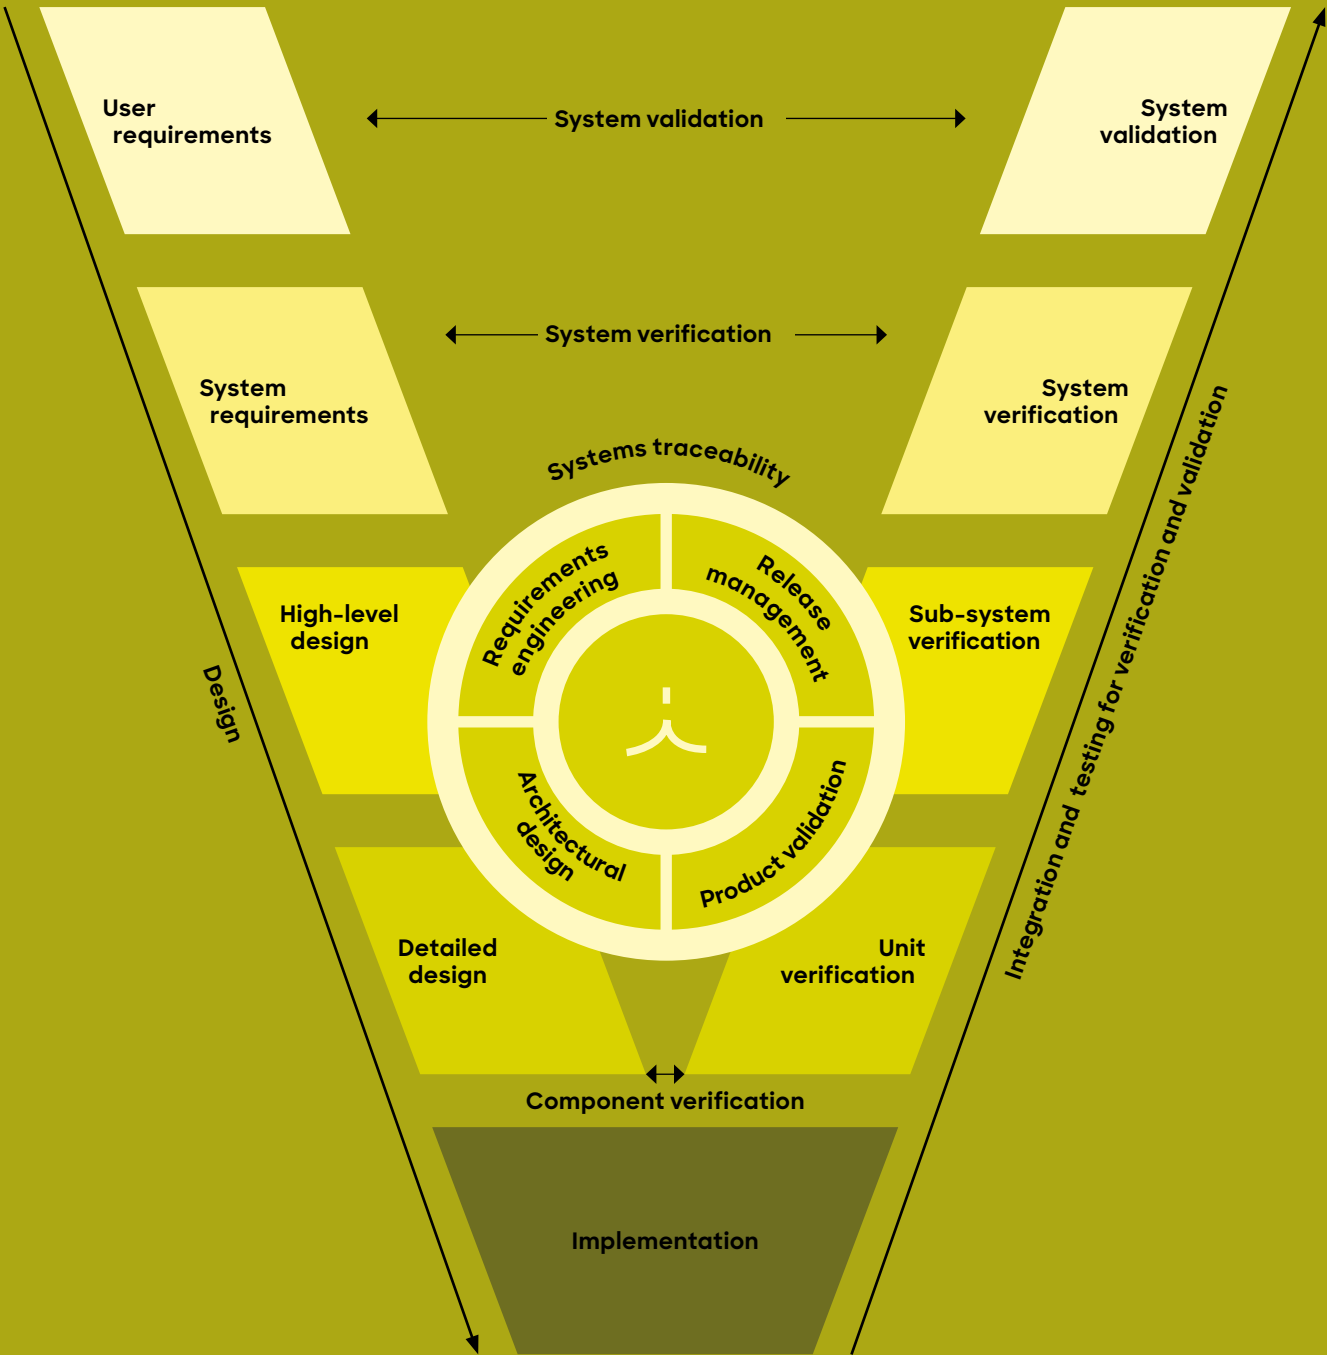 User
requirements
System validation
System
validation
System
requirements
System verification
System
verification
Systems traceability
Requirements
engineering
Release
management
High-level
design
Sub-system
verification
Design
Integration and testing for verification and validation
Architectural
design
Product validation
Detailed
design
Unit
verification
Component verification
Implementation